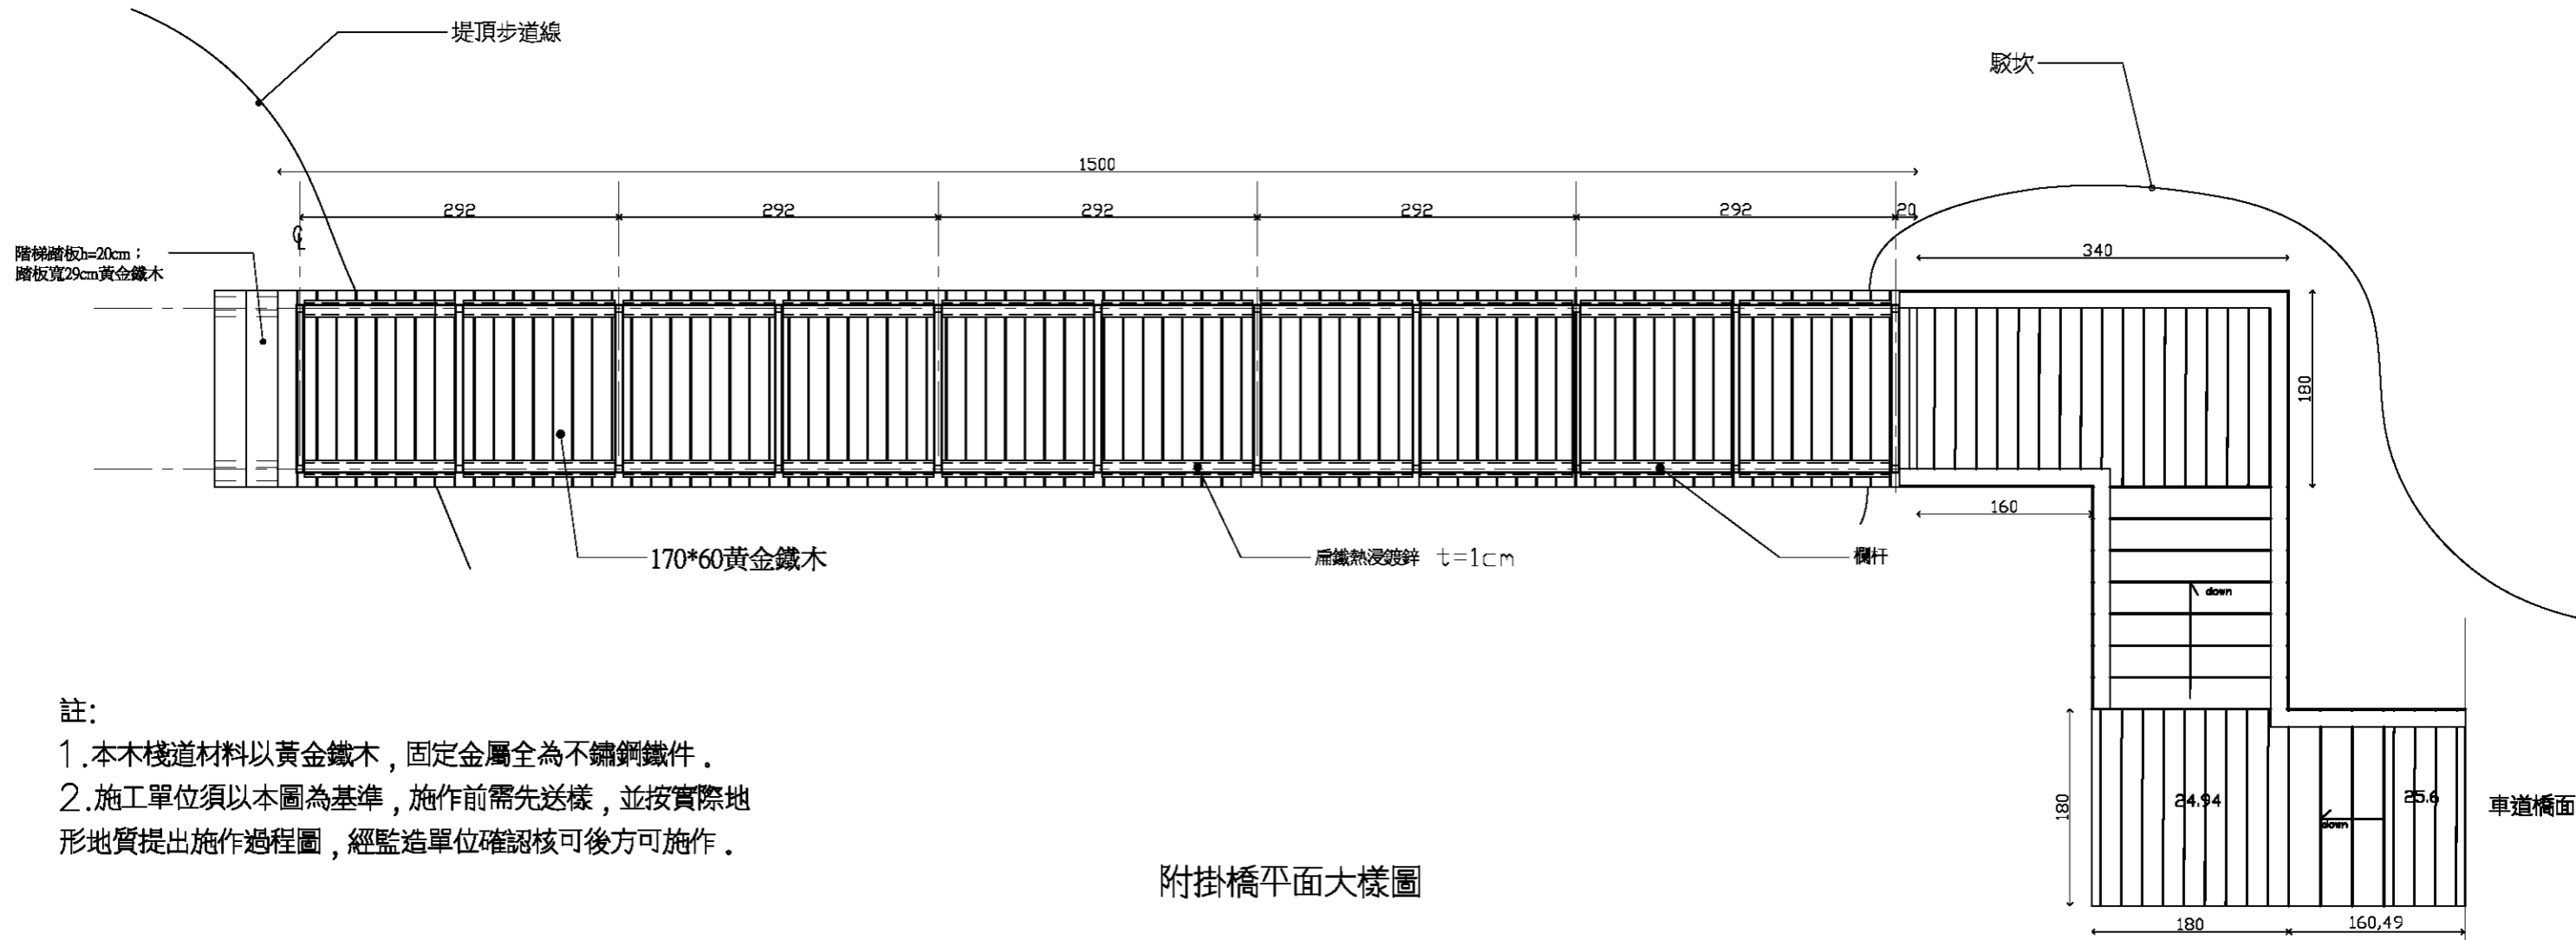 堤頂步道線
駁坎
1500
292
292
292
292
292
20
340
階梯踏板h=20cm；
踏板寬29cm黃金鐵木
180
160
170*60黃金鐵木
扁鐵熱浸鍍鋅 t=1cm
欄杆
down
註：
1.本木棧道材料以黃金鐵木，固定金屬全為不鏽鋼鐵件.
2.施工單位須以本圖為基準，施作前需先送樣，並按實際地
形地質提出施作過程圖，經監造單位確認核可後方可施作.
180
24.94
down
25.6
車道橋面
附掛橋平面大樣圖
180
160,49